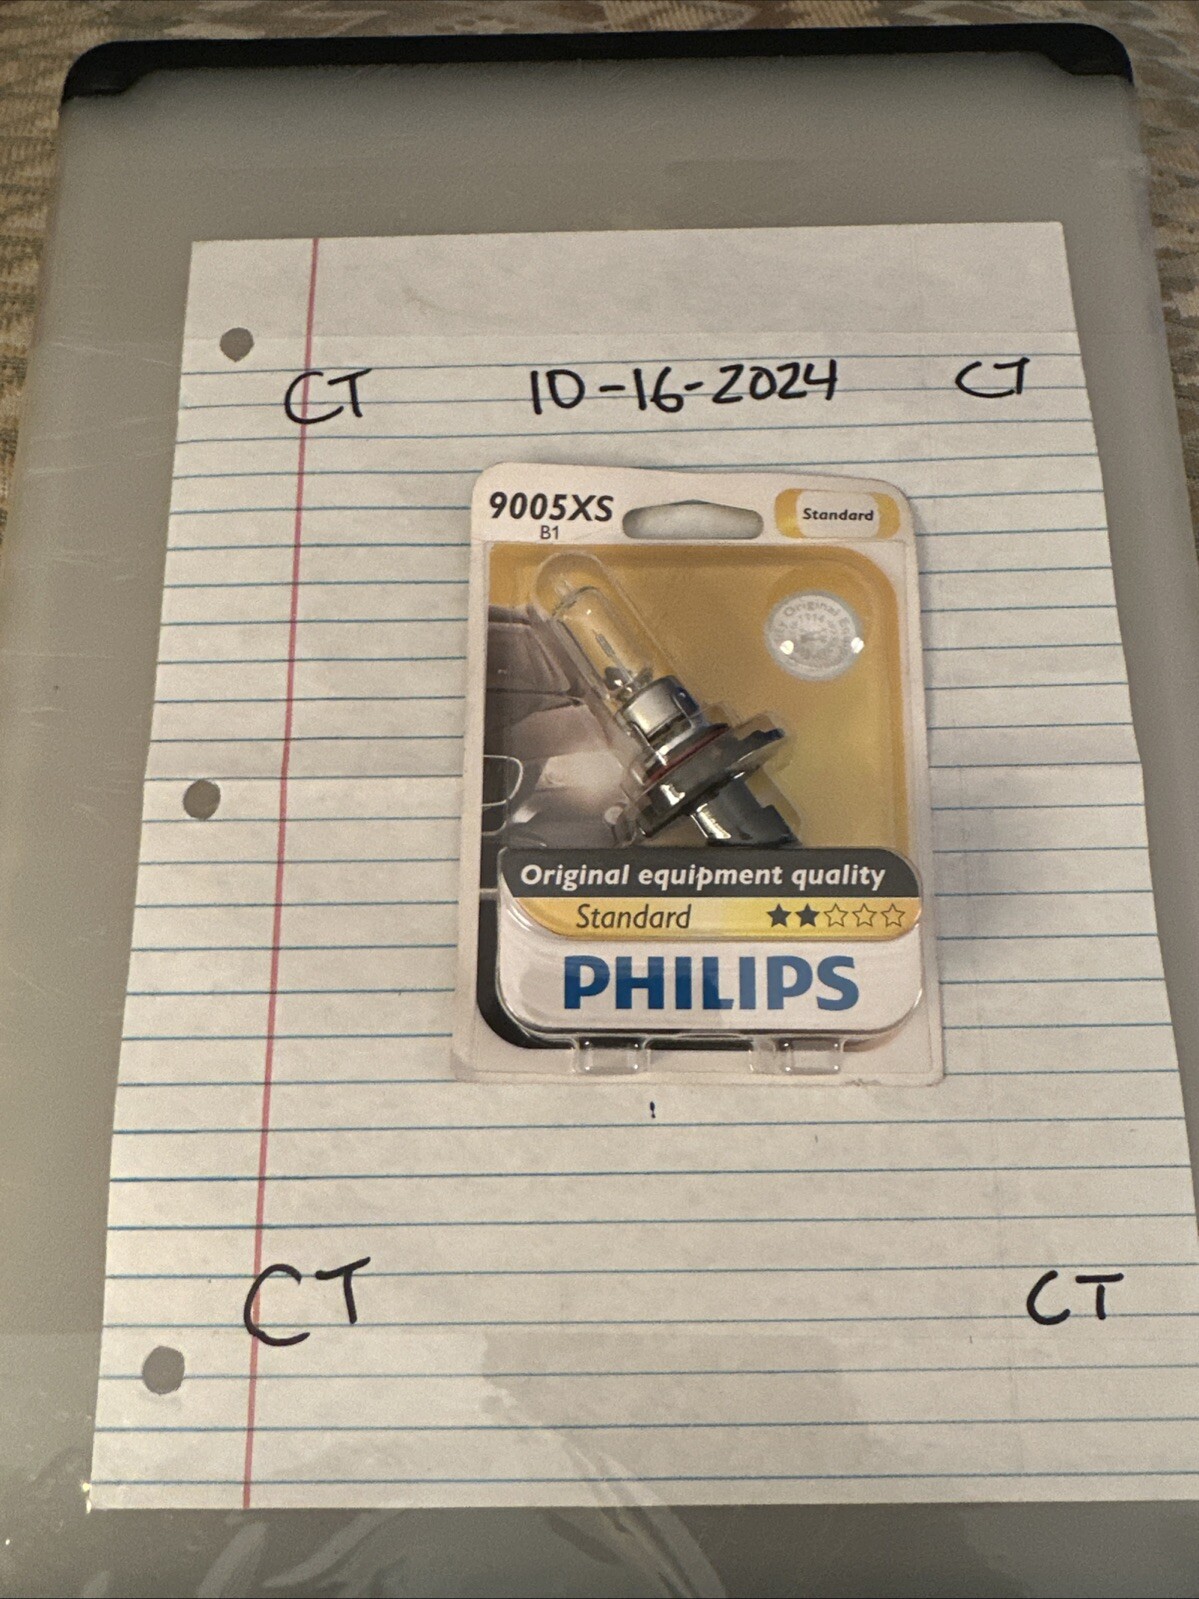 CT 10-16-2024 CT
9005XS Standard
B1
Original equipment quality
Standard
PHILIPS
CT CT